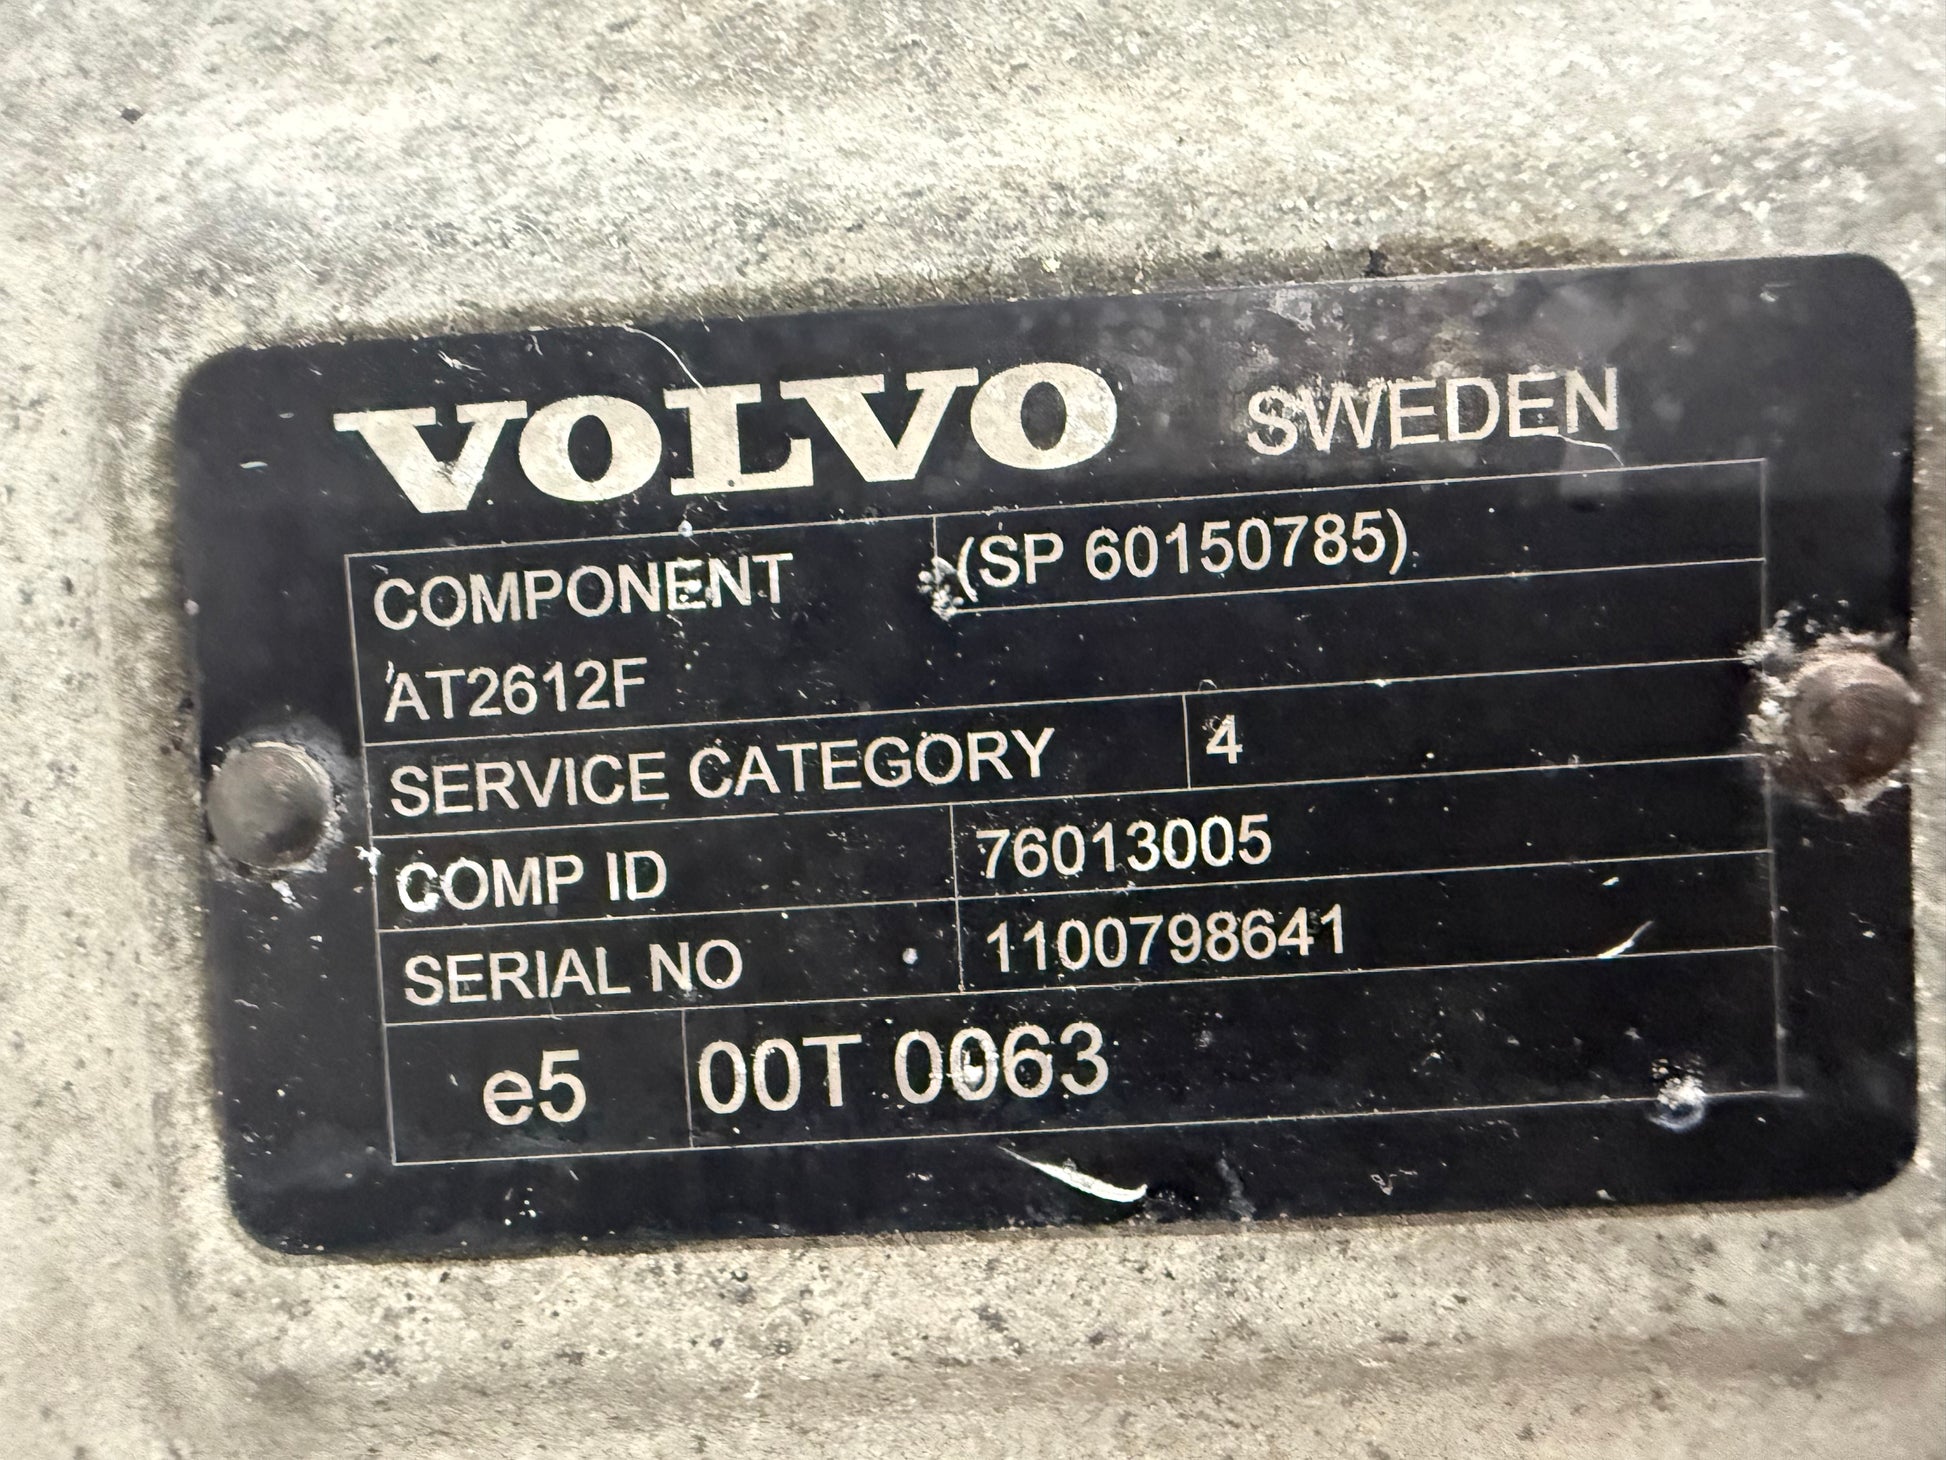 VOLVO SWEDEN
COMPONENT (SP 60150785)
AT2612F
SERVICE CATEGORY 4
COMP ID 76013005
SERIAL NO 1100798641
e5 00T 0063